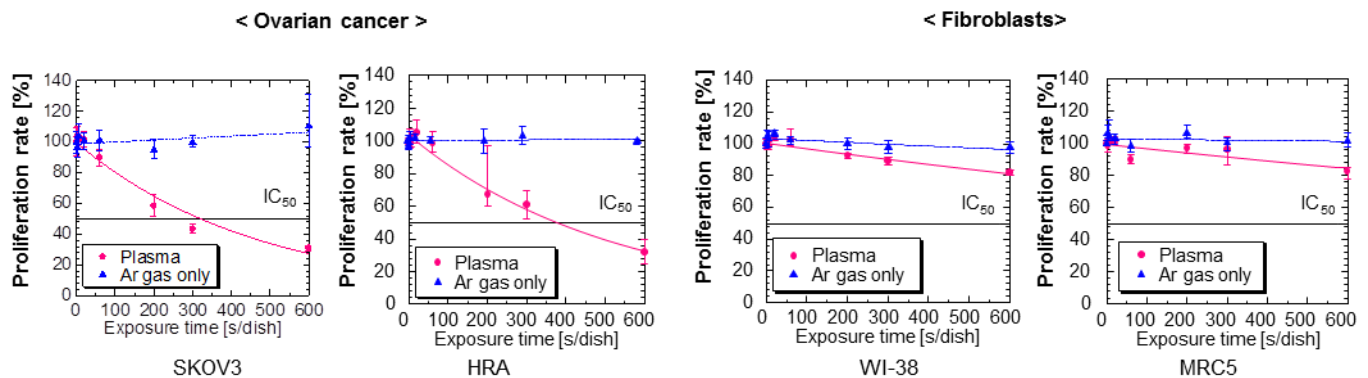 < Ovarian cancer >
< Fibroblasts>
Proliferation rate [%]
140
120
100
80
60
40
20
0
IC50
Plasma
Ar gas only
0 100 200 300 400 500 600
Exposure time [s/dish]
SKOV3
Proliferation rate [%]
140
120
100
80
60
40
20
0
IC50
Plasma
Ar gas only
0 100 200 300 400 500 600
Exposure time [s/dish]
HRA
Proliferation rate [%]
140
120
100
80
60
40
20
0
IC50
Plasma
Ar gas only
0 100 200 300 400 500 600
Exposure time [s/dish]
WI-38
Proliferation rate [%]
140
120
100
80
60
40
20
0
IC50
Plasma
Ar gas only
0 100 200 300 400 500 600
Exposure time [s/dish]
MRC5